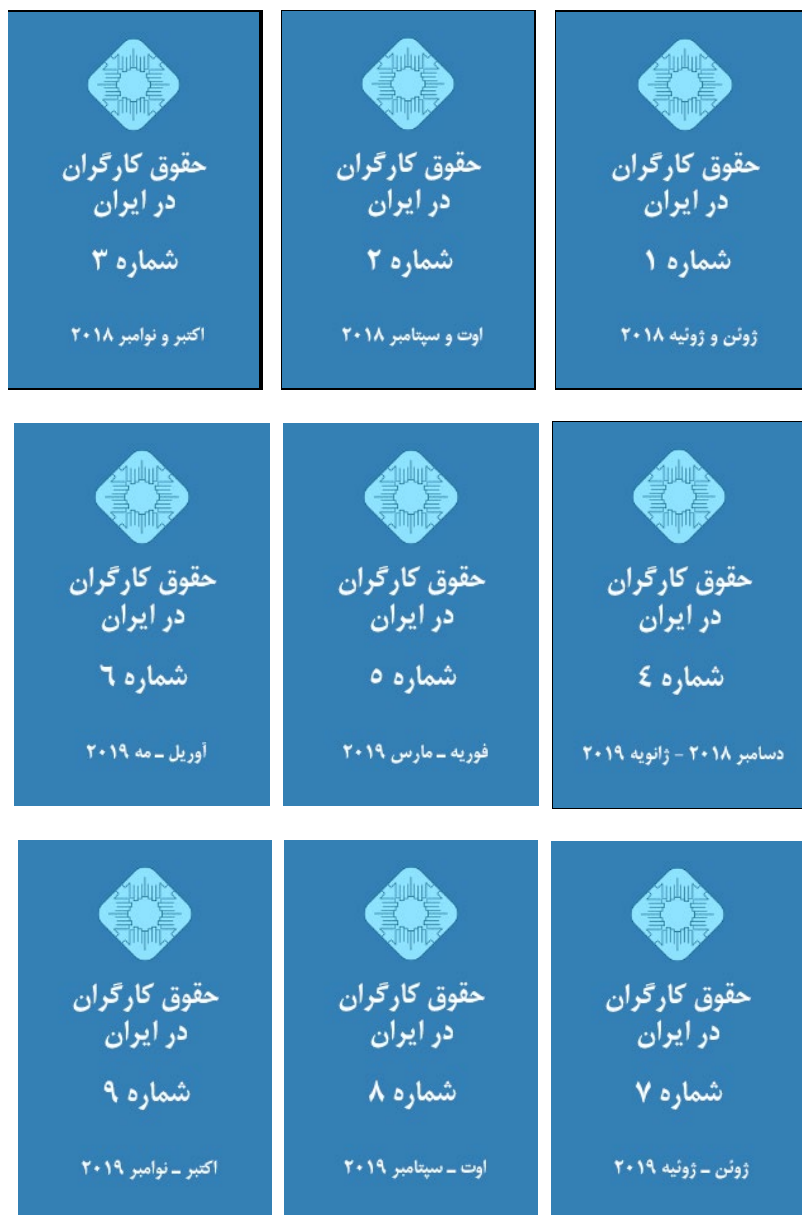 حقوق کارگران
در ایران
شماره ۱
ژوئن و ژوئیه ۲۰۱۸
حقوق کارگران
در ایران
شماره ۲
اوت و سپتامبر ۲۰۱۸
حقوق کارگران
در ایران
شماره ۳
اکتبر و نوامبر ۲۰۱۸
حقوق کارگران
در ایران
شماره ٤
دسامبر ۲۰۱۸ - ژانویه ۲۰۱۹
حقوق کارگران
در ایران
شماره ۵
فوریه ـ مارس ۲۰۱۹
حقوق کارگران
در ایران
شماره ٦
آوریل ـ مه ۲۰۱۹
حقوق کارگران
در ایران
شماره ۷
ژوئن ـ ژوئیه ۲۰۱۹
حقوق کارگران
در ایران
شماره ۸
اوت ـ سپتامبر ۲۰۱۹
حقوق کارگران
در ایران
شماره ۹
اکتبر ـ نوامبر ۲۰۱۹